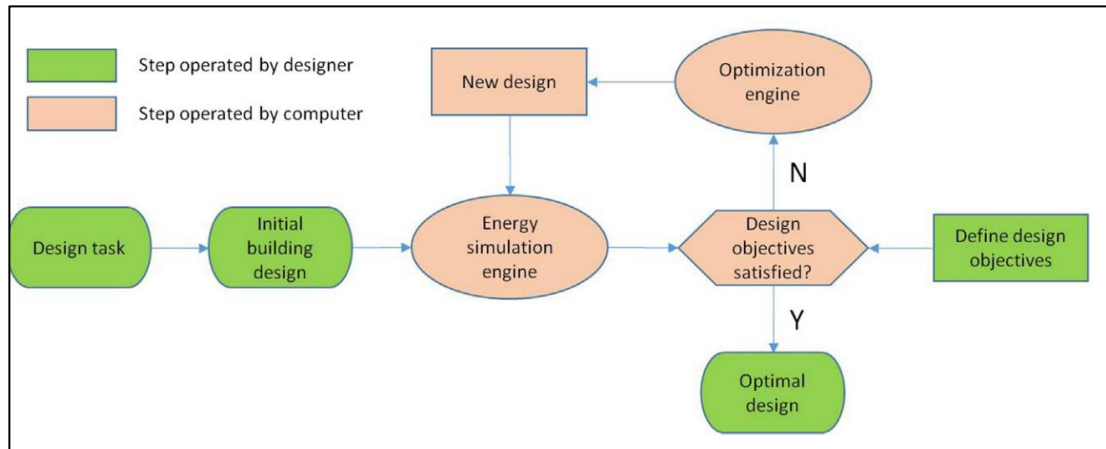 Step operated by designer
Step operated by computer
New design
Optimization
engine
N
Design task
Initial
building
design
Energy
simulation
engine
Design
objectives
satisfied?
Define design
objectives
Y
Optimal
design